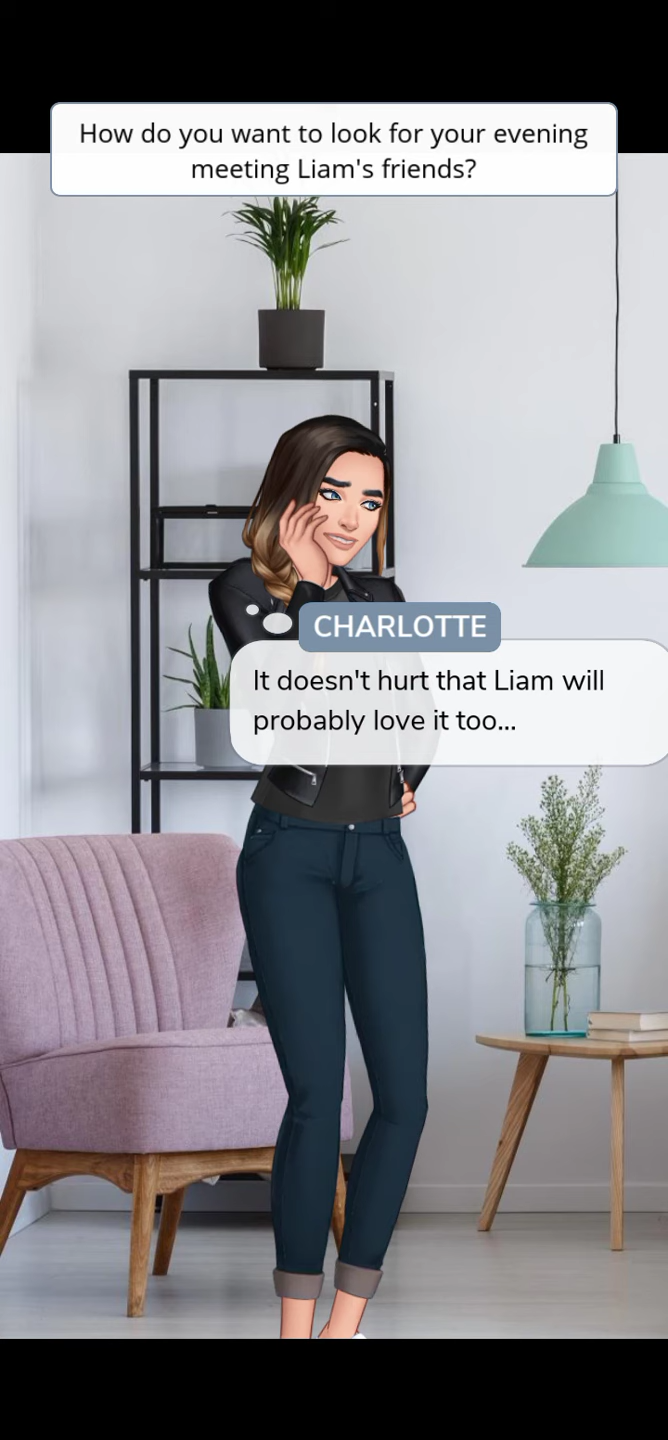 How do you want to look for your evening
meeting Liam's friends?
CHARLOTTE
It doesn't hurt that Liam will
probably love it too...